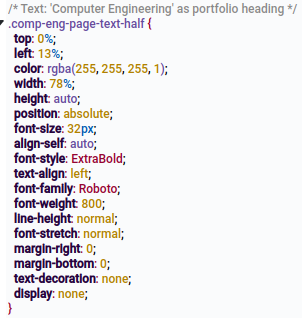 /* Text: 'Computer Engineering' as portfolio heading */
.comp-eng-page-text-half {
top: 0%;
left: 13%;
color: rgba(255, 255, 255, 1);
width: 78%;
height: auto;
position: absolute;
font-size: 32px;
align-self: auto;
font-style: ExtraBold;
text-align: left;
font-family: Roboto;
font-weight: 800;
line-height: normal;
font-stretch: normal;
margin-right: 0;
margin-bottom: 0;
text-decoration: none;
display: none;
}